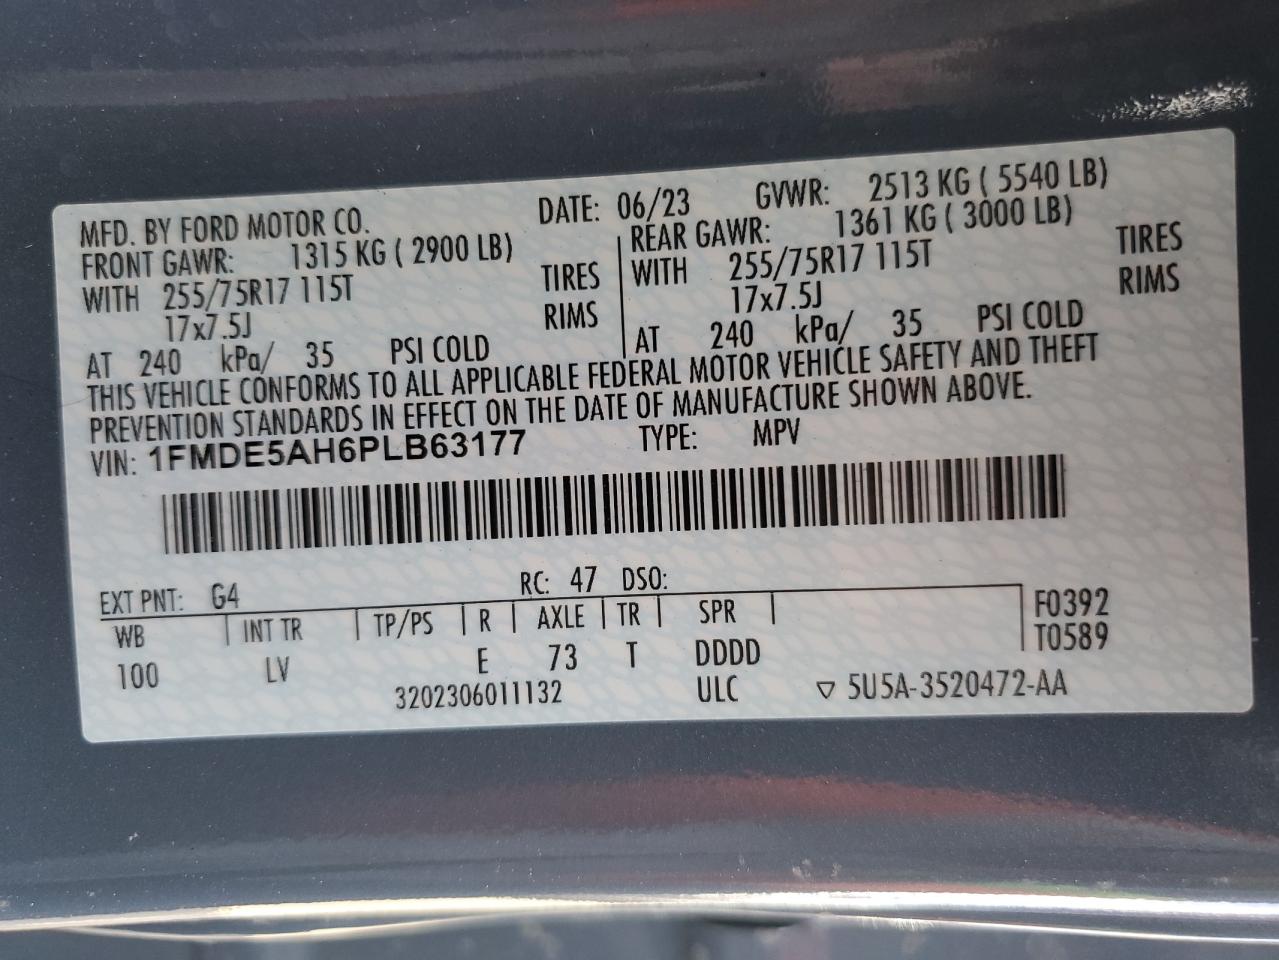 MFD. BY FORD MOTOR CO. DATE: 06/23 GVWR: 2513 KG ( 5540 LB)
FRONT GAWR: 1315 KG ( 2900 LB) REAR GAWR: 1361 KG ( 3000 LB)
WITH 255/75R17 115T TIRES WITH 255/75R17 115T TIRES
17x7.5J RIMS 17x7.5J RIMS
AT 240 kPa/ 35 PSI COLD AT 240 kPa/ 35 PSI COLD
THIS VEHICLE CONFORMS TO ALL APPLICABLE FEDERAL MOTOR VEHICLE SAFETY AND THEFT
PREVENTION STANDARDS IN EFFECT ON THE DATE OF MANUFACTURE SHOWN ABOVE.
VIN: 1FMDE5AH6PLB63177 TYPE: MPV
EXT PNT: G4 RC: 47 DSO:
WB INT TR TP/PS R AXLE TR SPR F0392
100 LV E 73 T DDDD T0589
3202306011132 ULC ▽ 5U5A-3520472-AA